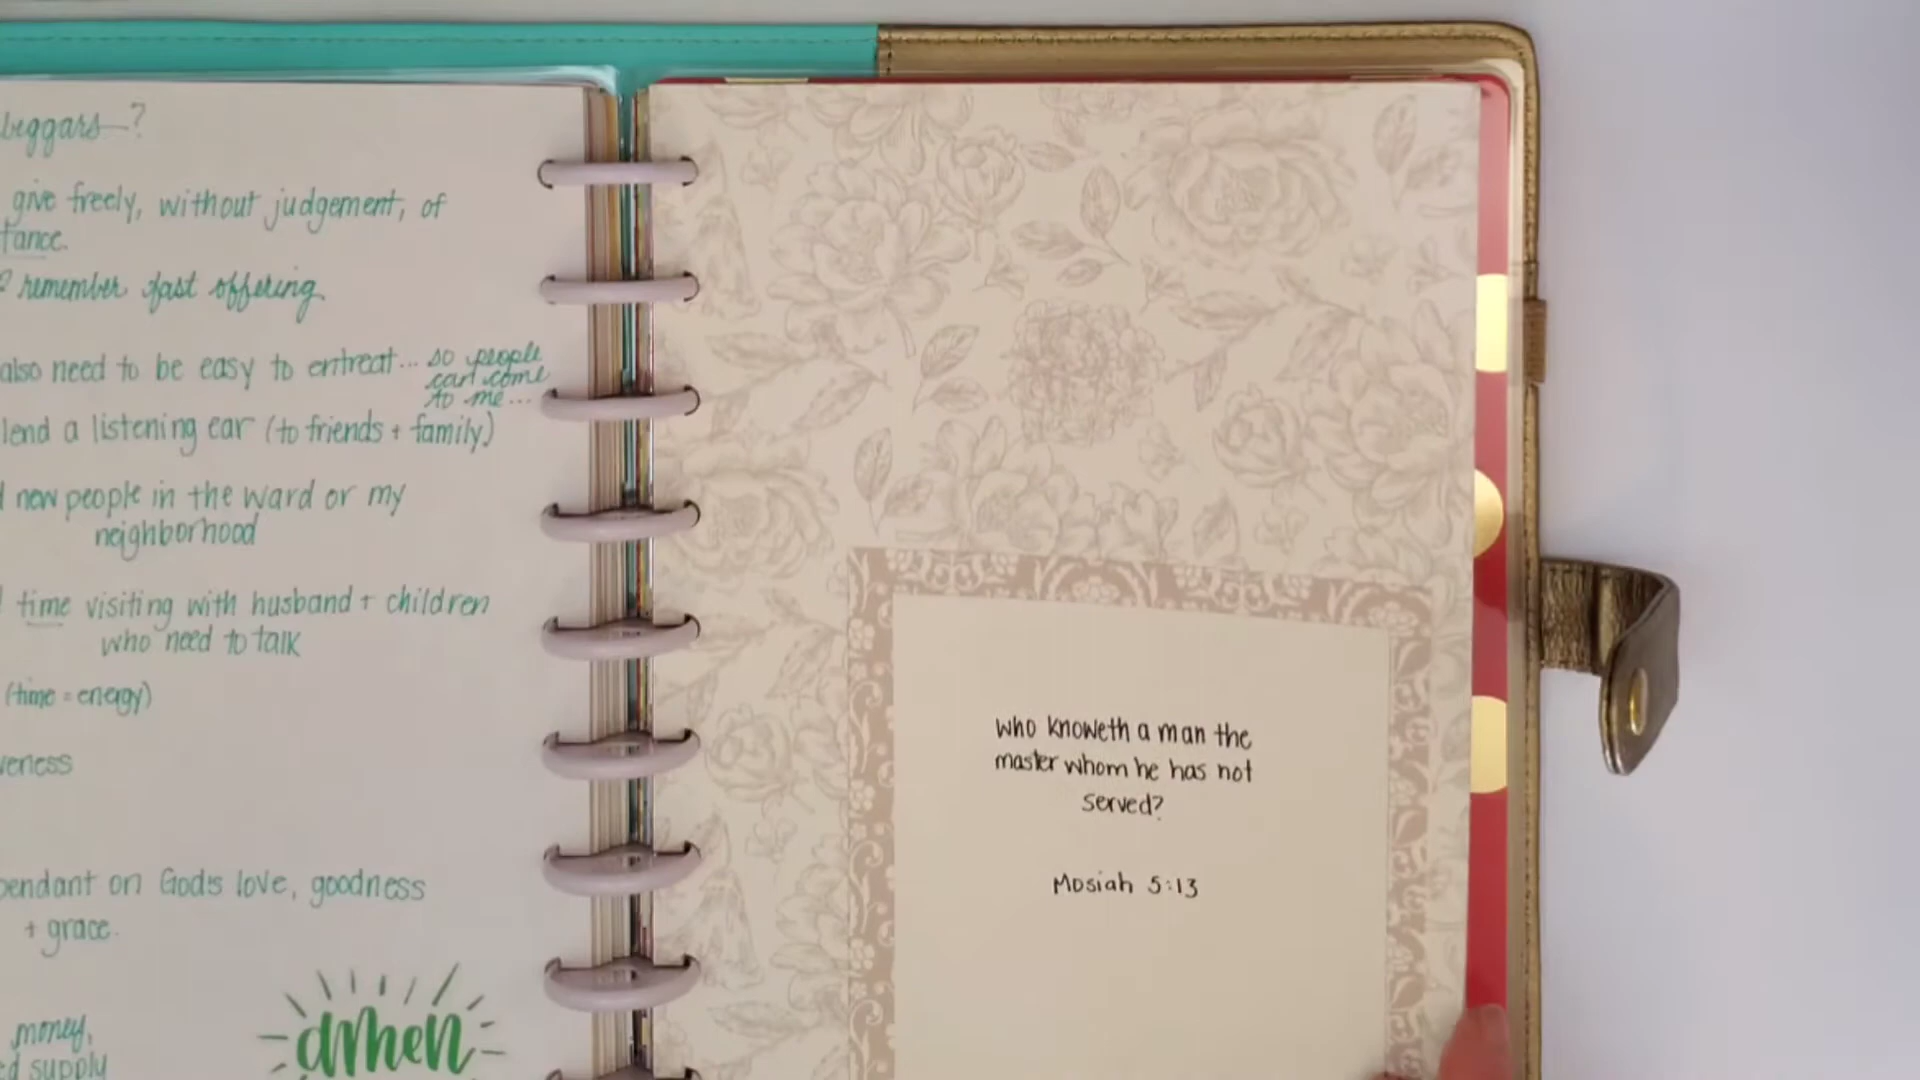 beggars—?
give freely, without judgement, of
tance.
remember fast offering.
also need to be easy to entreat... so people
can come
to me...
lend a listening ear (to friends + family)
new people in the ward or my
neighborhood
time visiting with husband + children
who need to talk
(time = energy)
veness
pendant on God's love, goodness
+ grace.
money,
ed supply
amen
who knoweth a man the
master whom he has not
served?
Mosiah 5:13